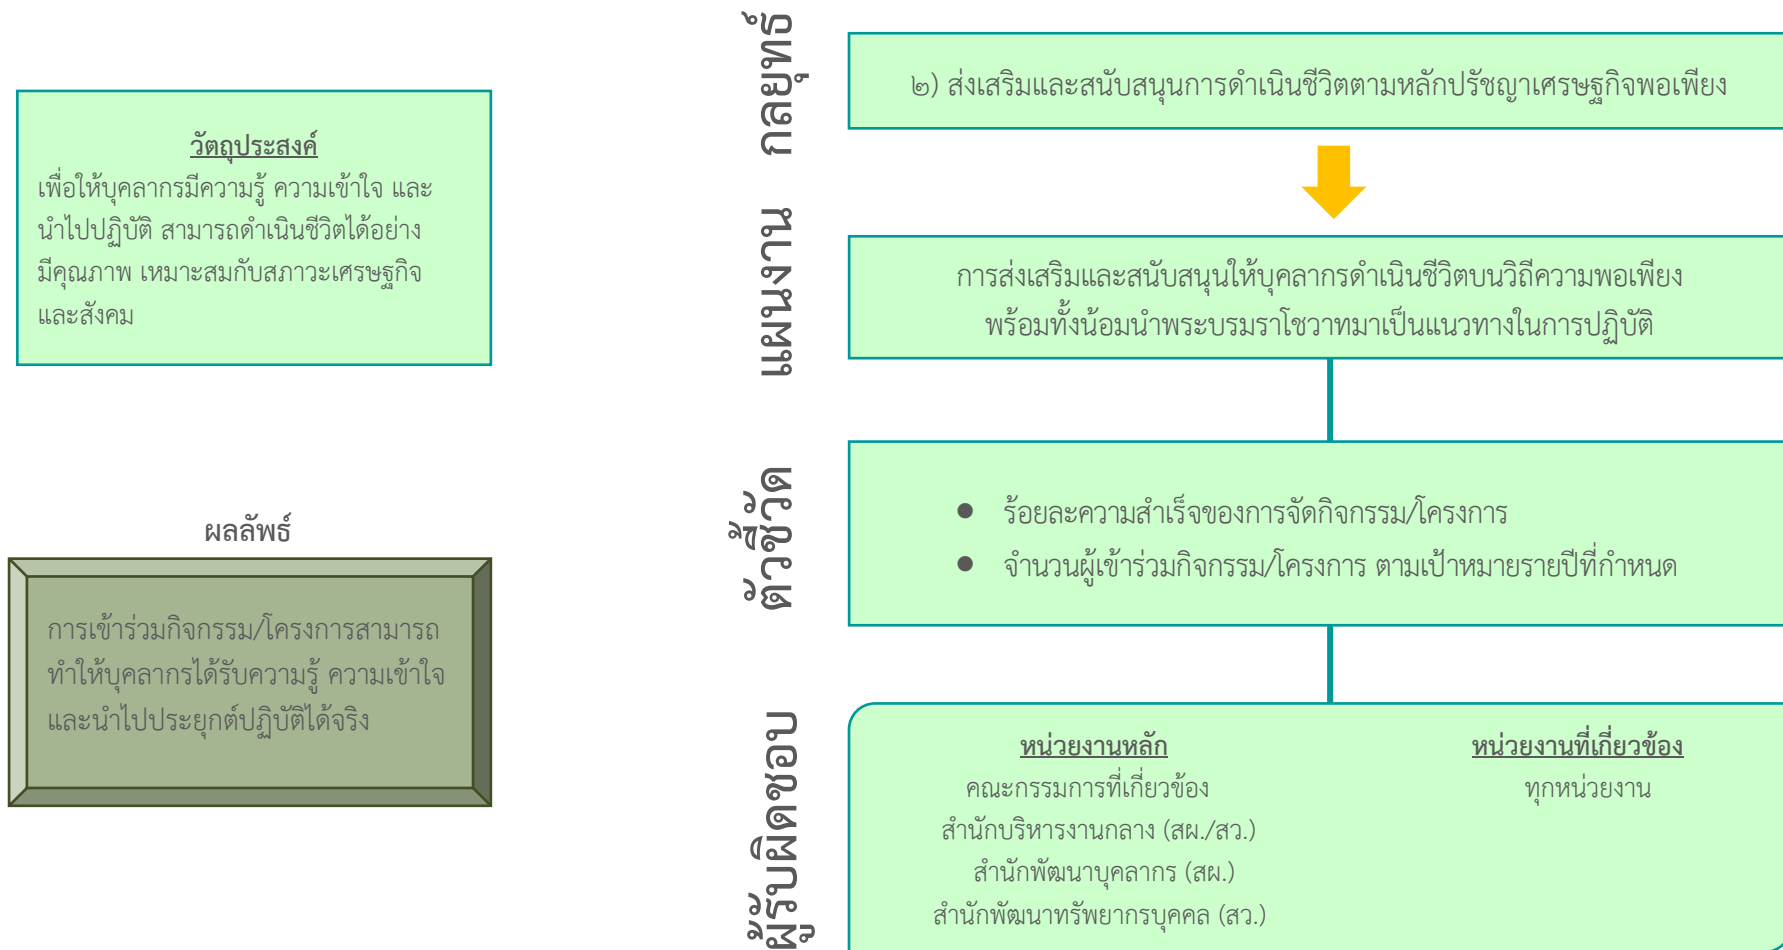 วัตถุประสงค์
เพื่อให้บุคลากรมีความรู้ ความเข้าใจ และ
นำไปปฏิบัติ สามารถดำเนินชีวิตได้อย่าง
มีคุณภาพ เหมาะสมกับสภาวะเศรษฐกิจ
และสังคม
ผลลัพธ์
การเข้าร่วมกิจกรรม/โครงการสามารถ
ทำให้บุคลากรได้รับความรู้ ความเข้าใจ
และนำไปประยุกต์ปฏิบัติได้จริง
กลยุทธ์
๒) ส่งเสริมและสนับสนุนการดำเนินชีวิตตามหลักปรัชญาเศรษฐกิจพอเพียง
แผนงาน
การส่งเสริมและสนับสนุนให้บุคลากรดำเนินชีวิตบนวิถีความพอเพียง
พร้อมทั้งน้อมนำพระบรมราโชวาทมาเป็นแนวทางในการปฏิบัติ
ตัวชี้วัด
● ร้อยละความสำเร็จของการจัดกิจกรรม/โครงการ
● จำนวนผู้เข้าร่วมกิจกรรม/โครงการ ตามเป้าหมายรายปีที่กำหนด
ผู้รับผิดชอบ
หน่วยงานหลัก
คณะกรรมการที่เกี่ยวข้อง
สำนักบริหารงานกลาง (สผ./สว.)
สำนักพัฒนาบุคลากร (สผ.)
สำนักพัฒนาทรัพยากรบุคคล (สว.)
หน่วยงานที่เกี่ยวข้อง
ทุกหน่วยงาน